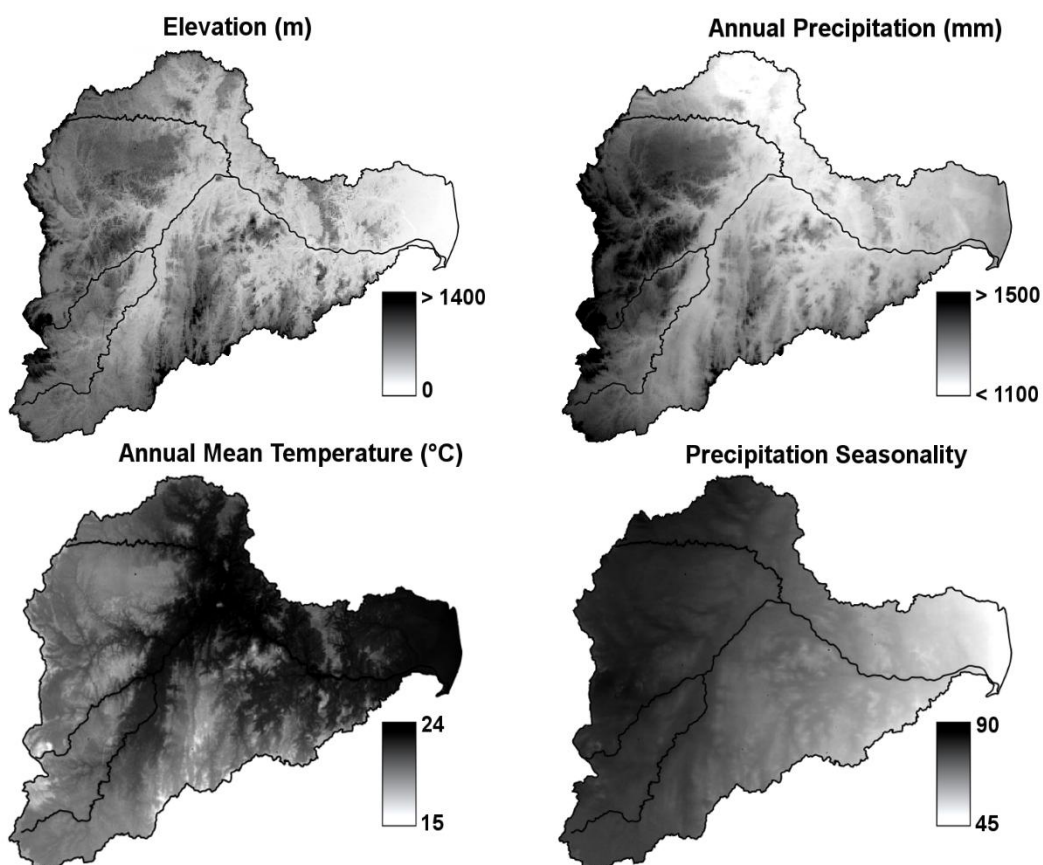 Elevation (m)
Annual Precipitation (mm)
> 1400
0
> 1500
< 1100
Annual Mean Temperature (°C)
Precipitation Seasonality
24
15
90
45